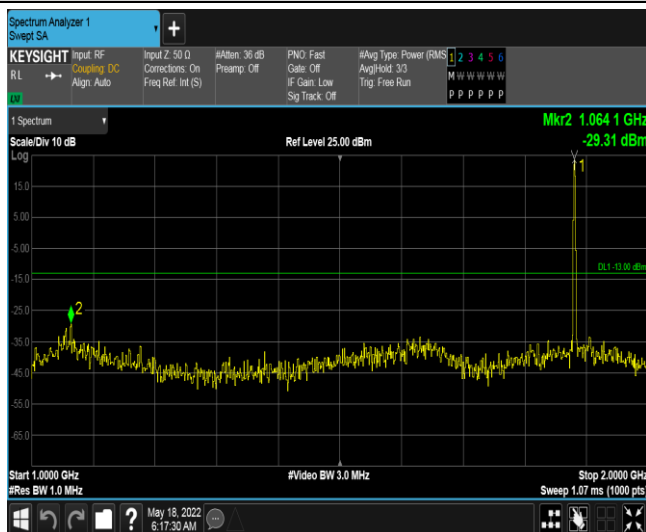 Spectrum Analyzer 1
Swept SA
+
KEYSIGHT
RL
Input: RF
Coupling: DC
Align: Auto
Input Z: 50 Ω
Corrections: On
Freq Ref: Int (S)
#Atten: 36 dB
Preamp: Off
PNO: Fast
Gate: Off
IF Gain: Low
Sig Track: Off
#Avg Type: Power (RMS
Avg|Hold: 3/3
Trig: Free Run
1 2 3 4 5 6
M W W W W W
P P P P P P
1 Spectrum
Mkr2 1.064 1 GHz
Scale/Div 10 dB
Ref Level 25.00 dBm
-29.31 dBm
Log
1
15.0
5.00
-5.00
DL1 -13.00 dBm
-15.0
2
-25.0
-35.0
-45.0
-55.0
-65.0
Start 1.0000 GHz
#Video BW 3.0 MHz
Stop 2.0000 GHz
#Res BW 1.0 MHz
Sweep 1.07 ms (1000 pts)
?
May 18, 2022
6:17:30 AM